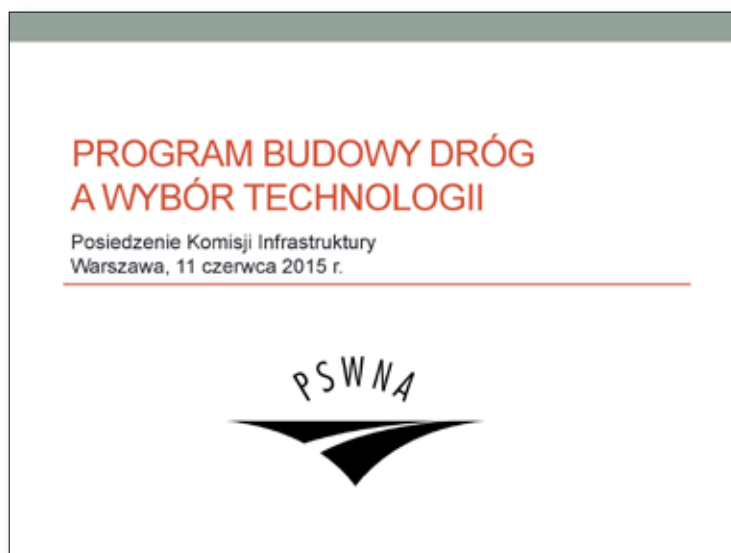 PROGRAM BUDOWY DRÓG
A WYBÓR TECHNOLOGII
Posiedzenie Komisji Infrastruktury
Warszawa, 11 czerwca 2015 r.
PSWNA